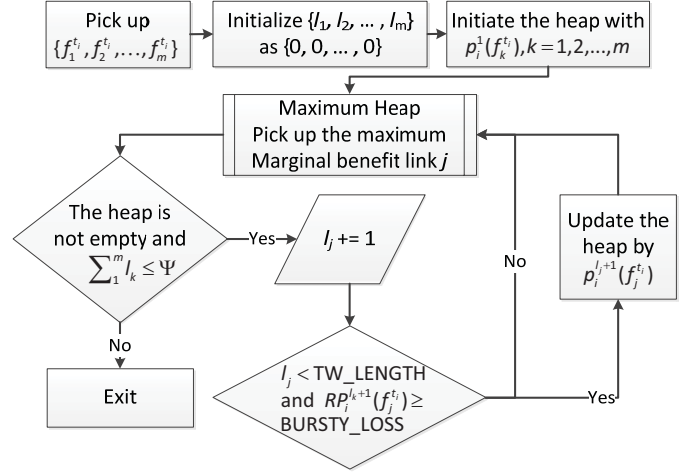 Pick up
{f_1^{t_i}, f_2^{t_i}, ..., f_m^{t_i}}
Initialize {l_1, l_2, ... , l_m}
as {0, 0, ... , 0}
Initiate the heap with
p_i^1(f_k^{t_i}), k = 1,2,...,m
Maximum Heap
Pick up the maximum
Marginal benefit link j
The heap is
not empty and
∑_1^m l_k ≤ Ψ
Yes
l_j += 1
No
Update the
heap by
p_i^{l_j+1}(f_j^{t_i})
No
Exit
l_j < TW_LENGTH
and RP_i^{l_k+1}(f_j^{t_i}) ≥
BURSTY_LOSS
Yes